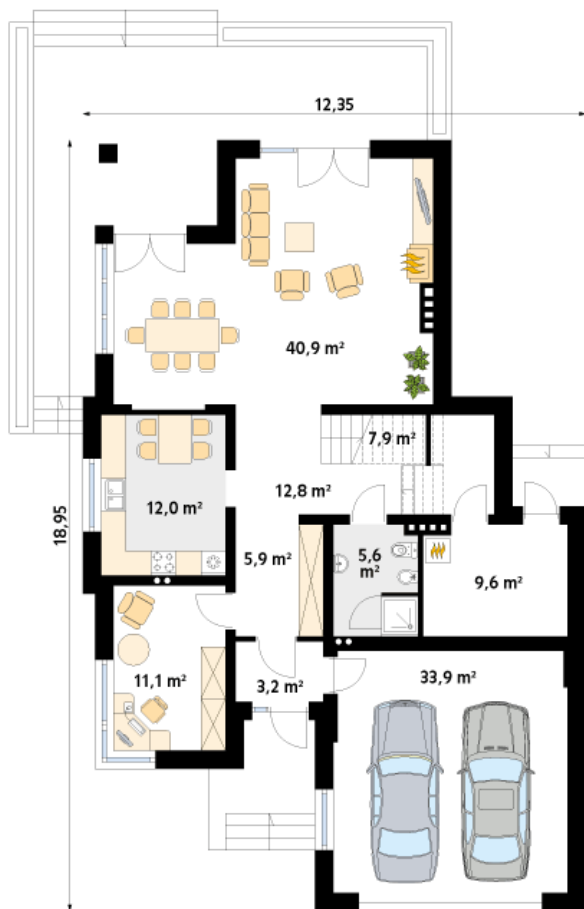 12,35
40,9 m²
7,9 m²
12,8 m²
12,0 m²
18,95
5,9 m²
5,6
m²
9,6 m²
11,1 m²
3,2 m²
33,9 m²